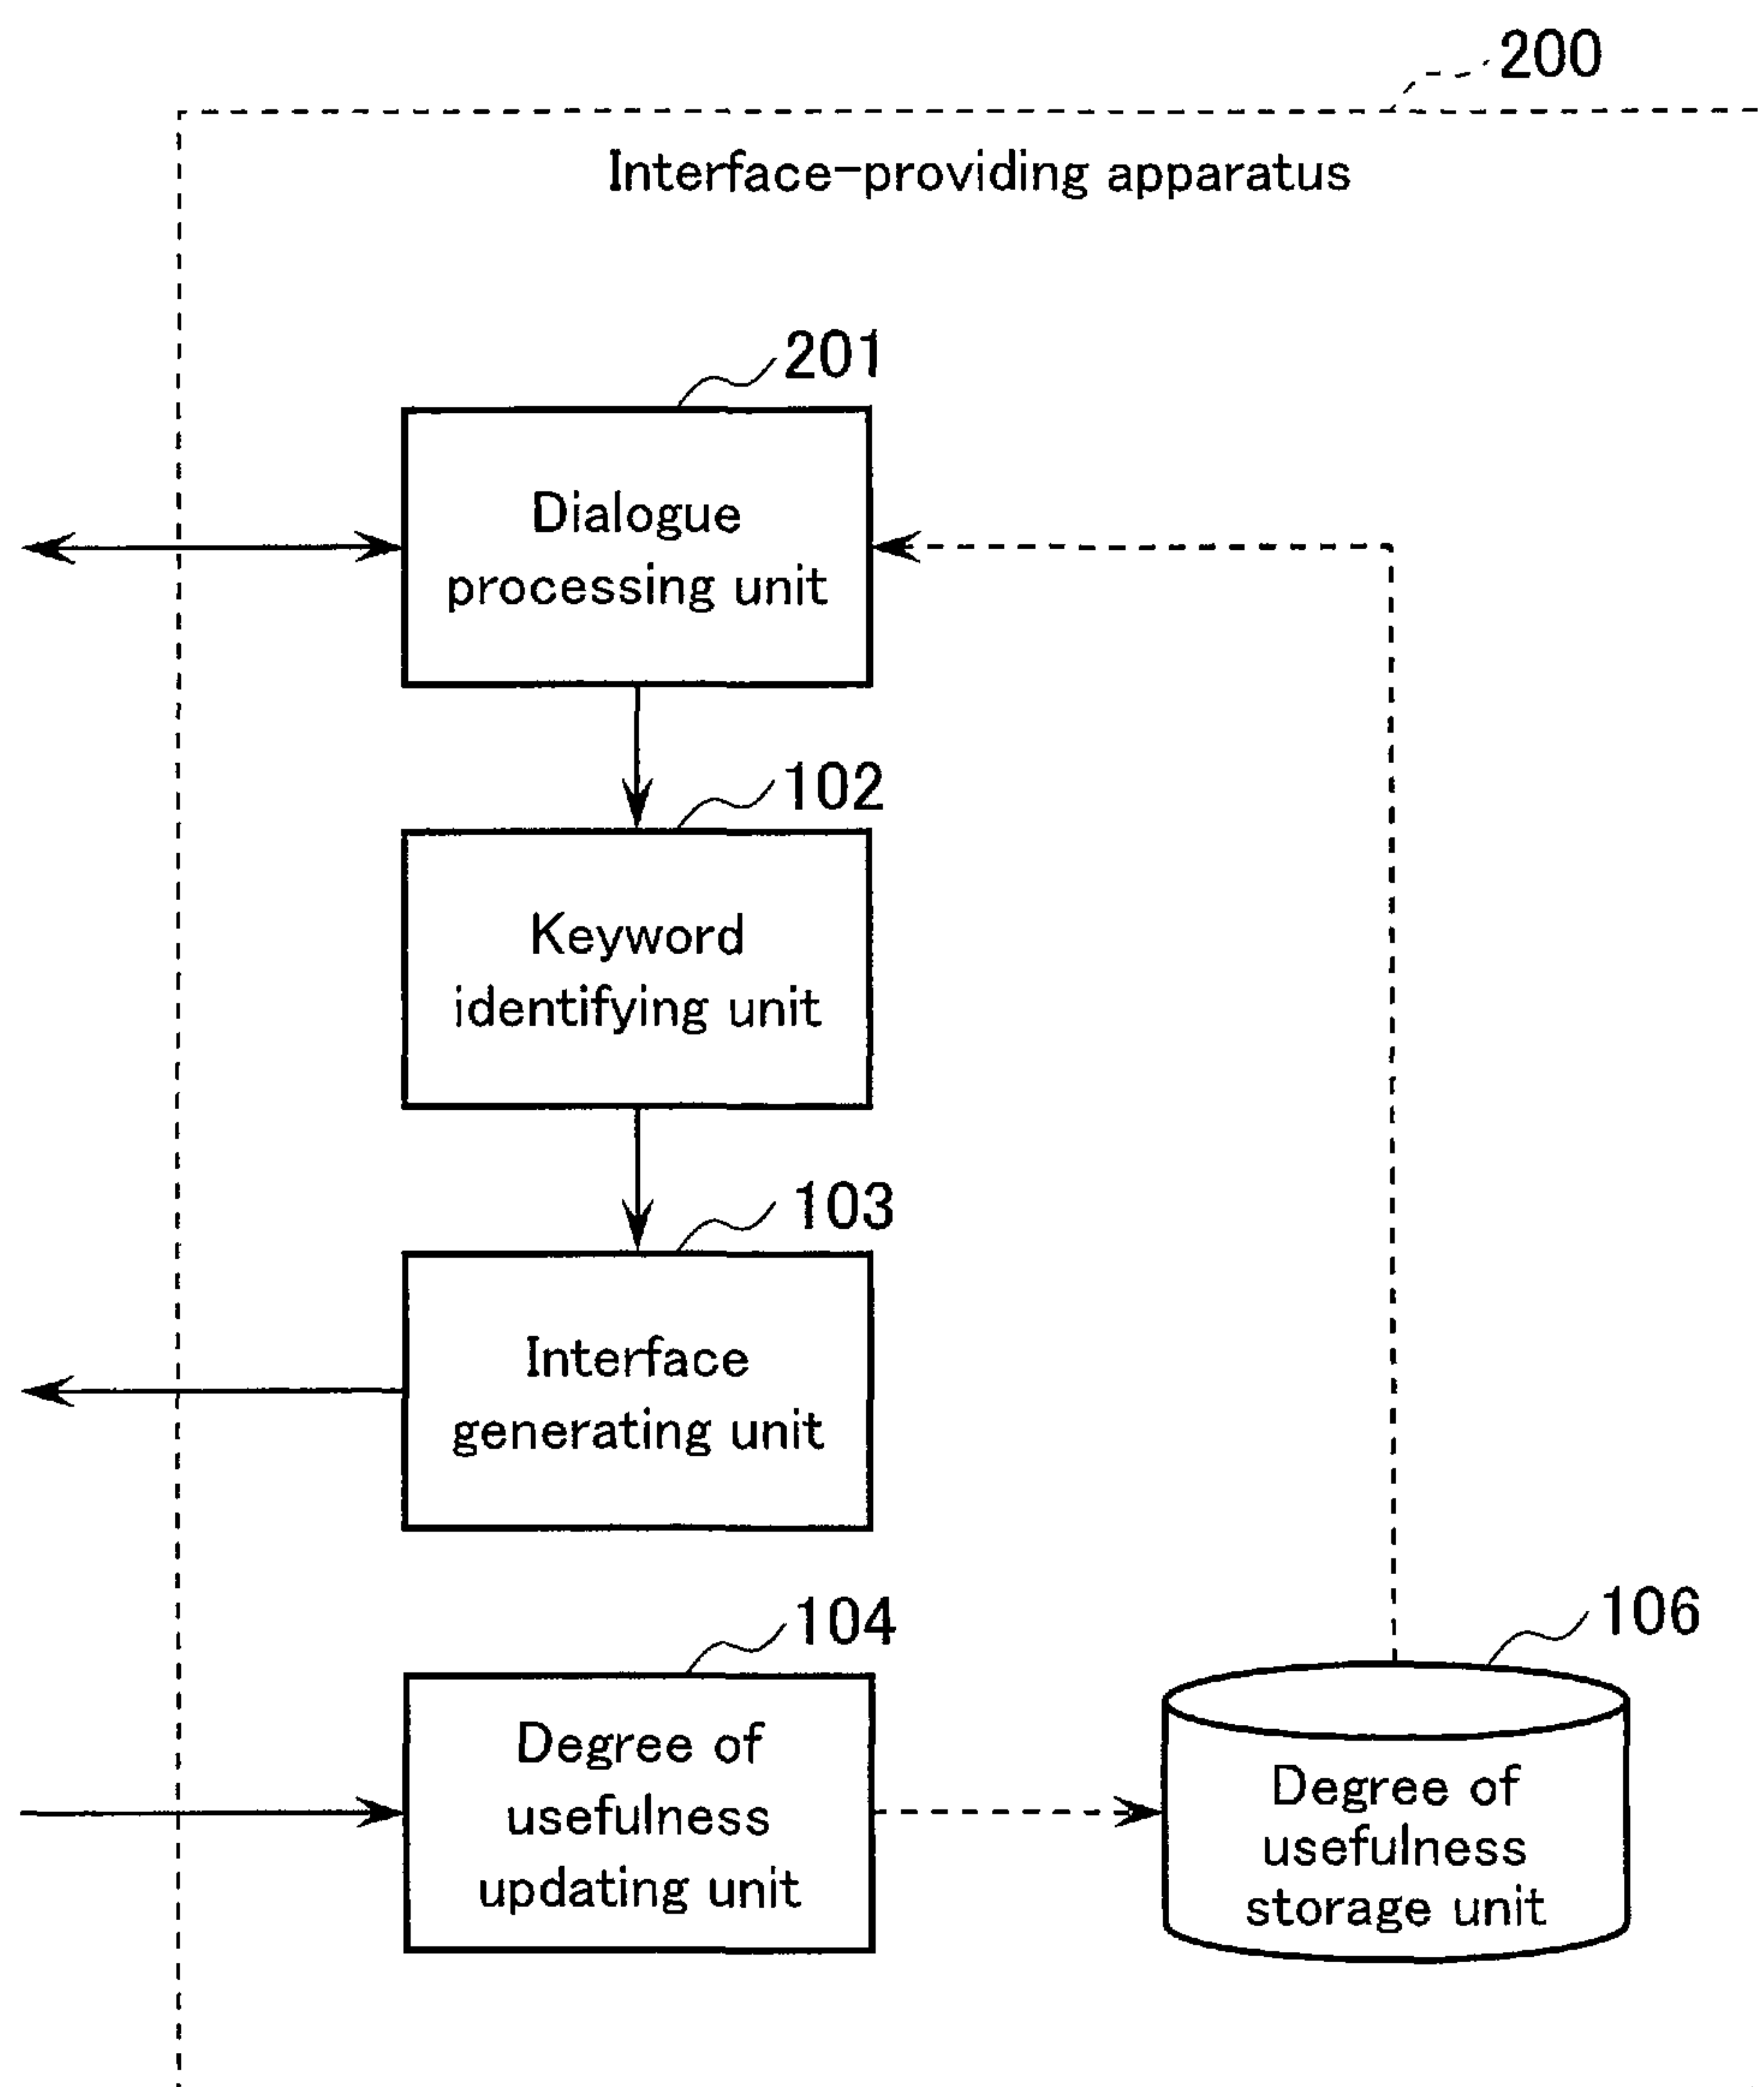 200
Interface-providing apparatus
201
Dialogue
processing unit
102
Keyword
identifying unit
103
Interface
generating unit
104
Degree of
usefulness
updating unit
106
Degree of
usefulness
storage unit